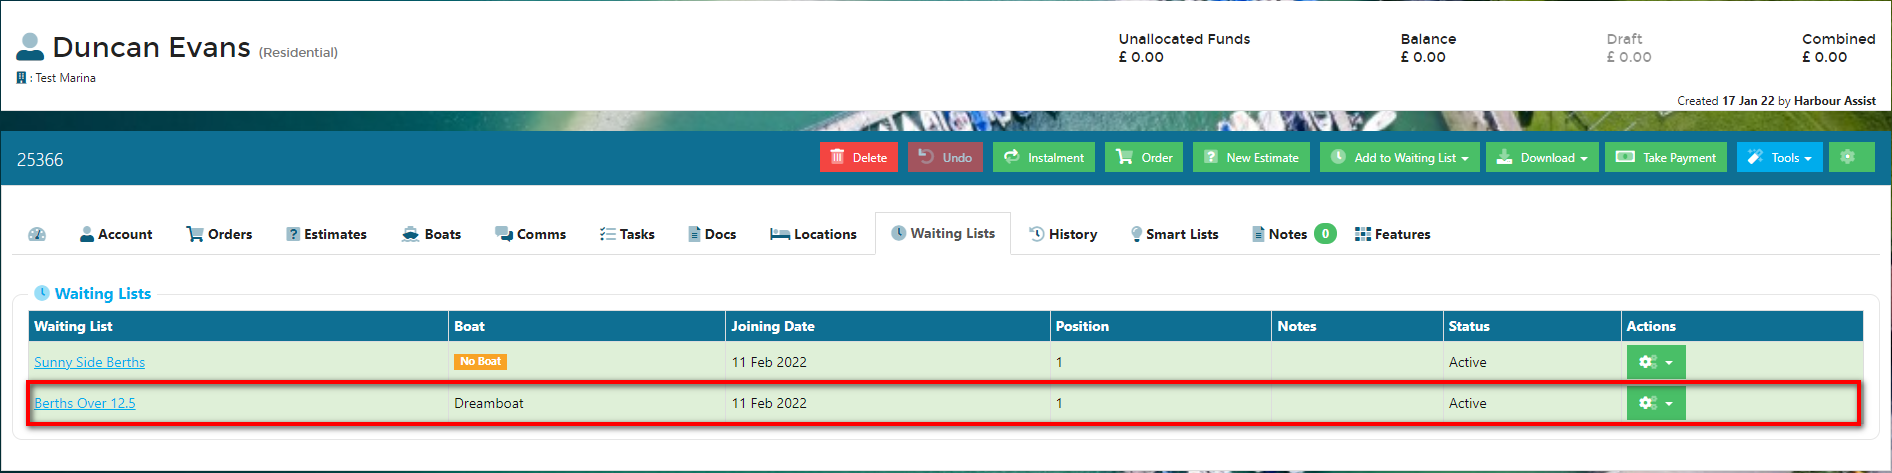 Duncan Evans (Residential)
: Test Marina
Unallocated Funds
£ 0.00
Balance
£ 0.00
Draft
£ 0.00
Combined
£ 0.00
Created 17 Jan 22 by Harbour Assist
25366
Delete
Undo
Instalment
Order
New Estimate
Add to Waiting List
Download
Take Payment
Tools
Account
Orders
Estimates
Boats
Comms
Tasks
Docs
Locations
Waiting Lists
History
Smart Lists
Notes 0
Features
Waiting Lists
Waiting List Boat Joining Date Position Notes Status Actions
Sunny Side Berths No Boat 11 Feb 2022 1 Active
Berths Over 12.5 Dreamboat 11 Feb 2022 1 Active